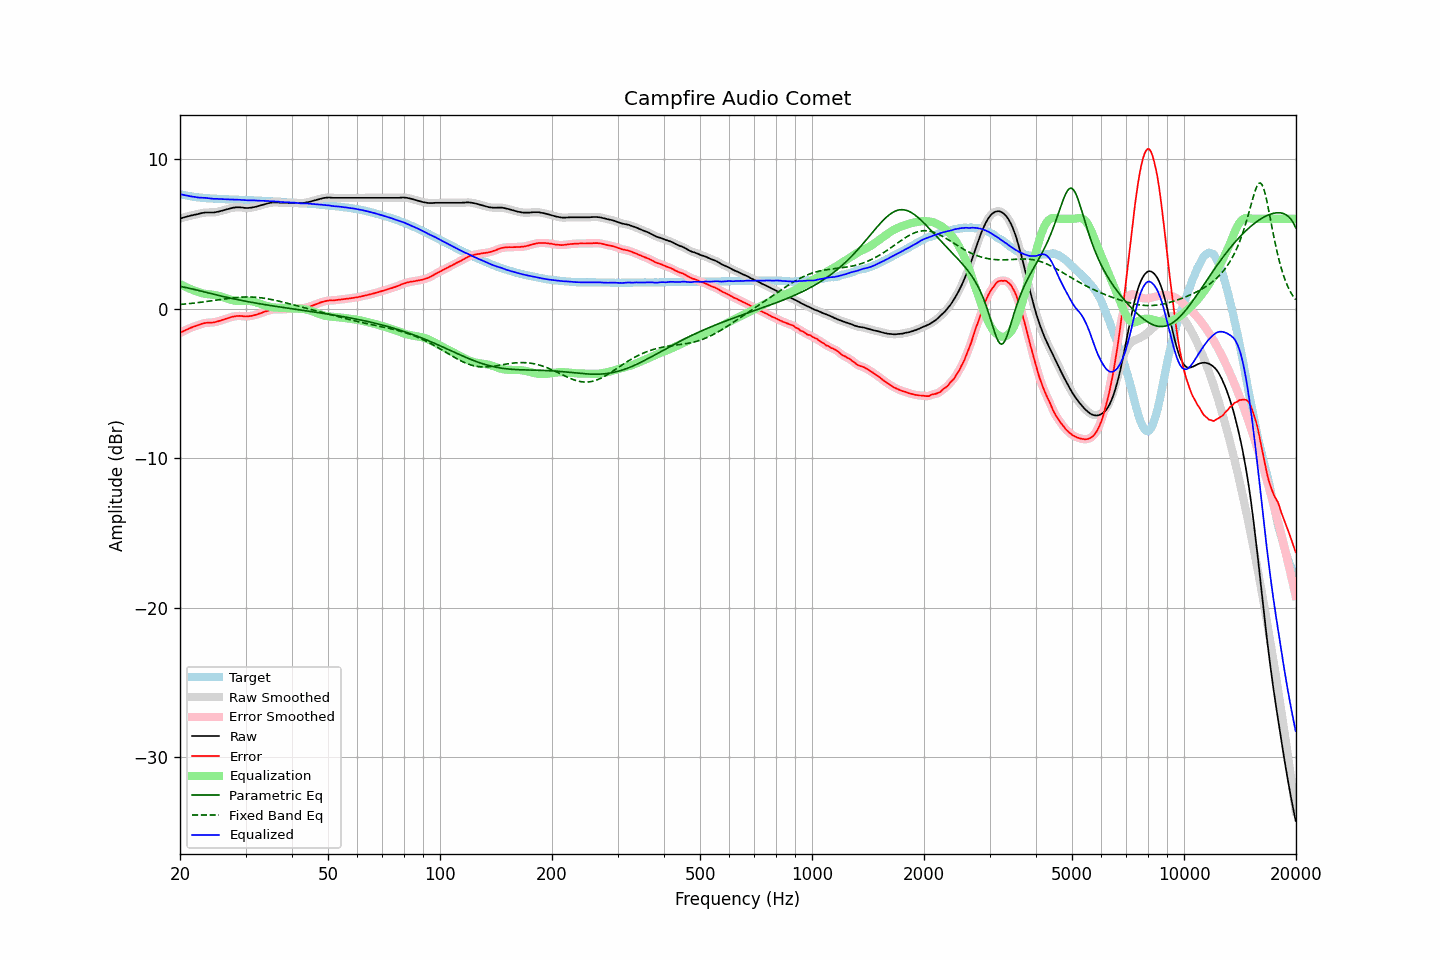 Campfire Audio Comet
10
0
−10
−20
−30
Amplitude (dBr)
Target
Raw Smoothed
Error Smoothed
Raw
Error
Equalization
Parametric Eq
Fixed Band Eq
Equalized
20 50 100 200 500 1000 2000 5000 10000 20000
Frequency (Hz)